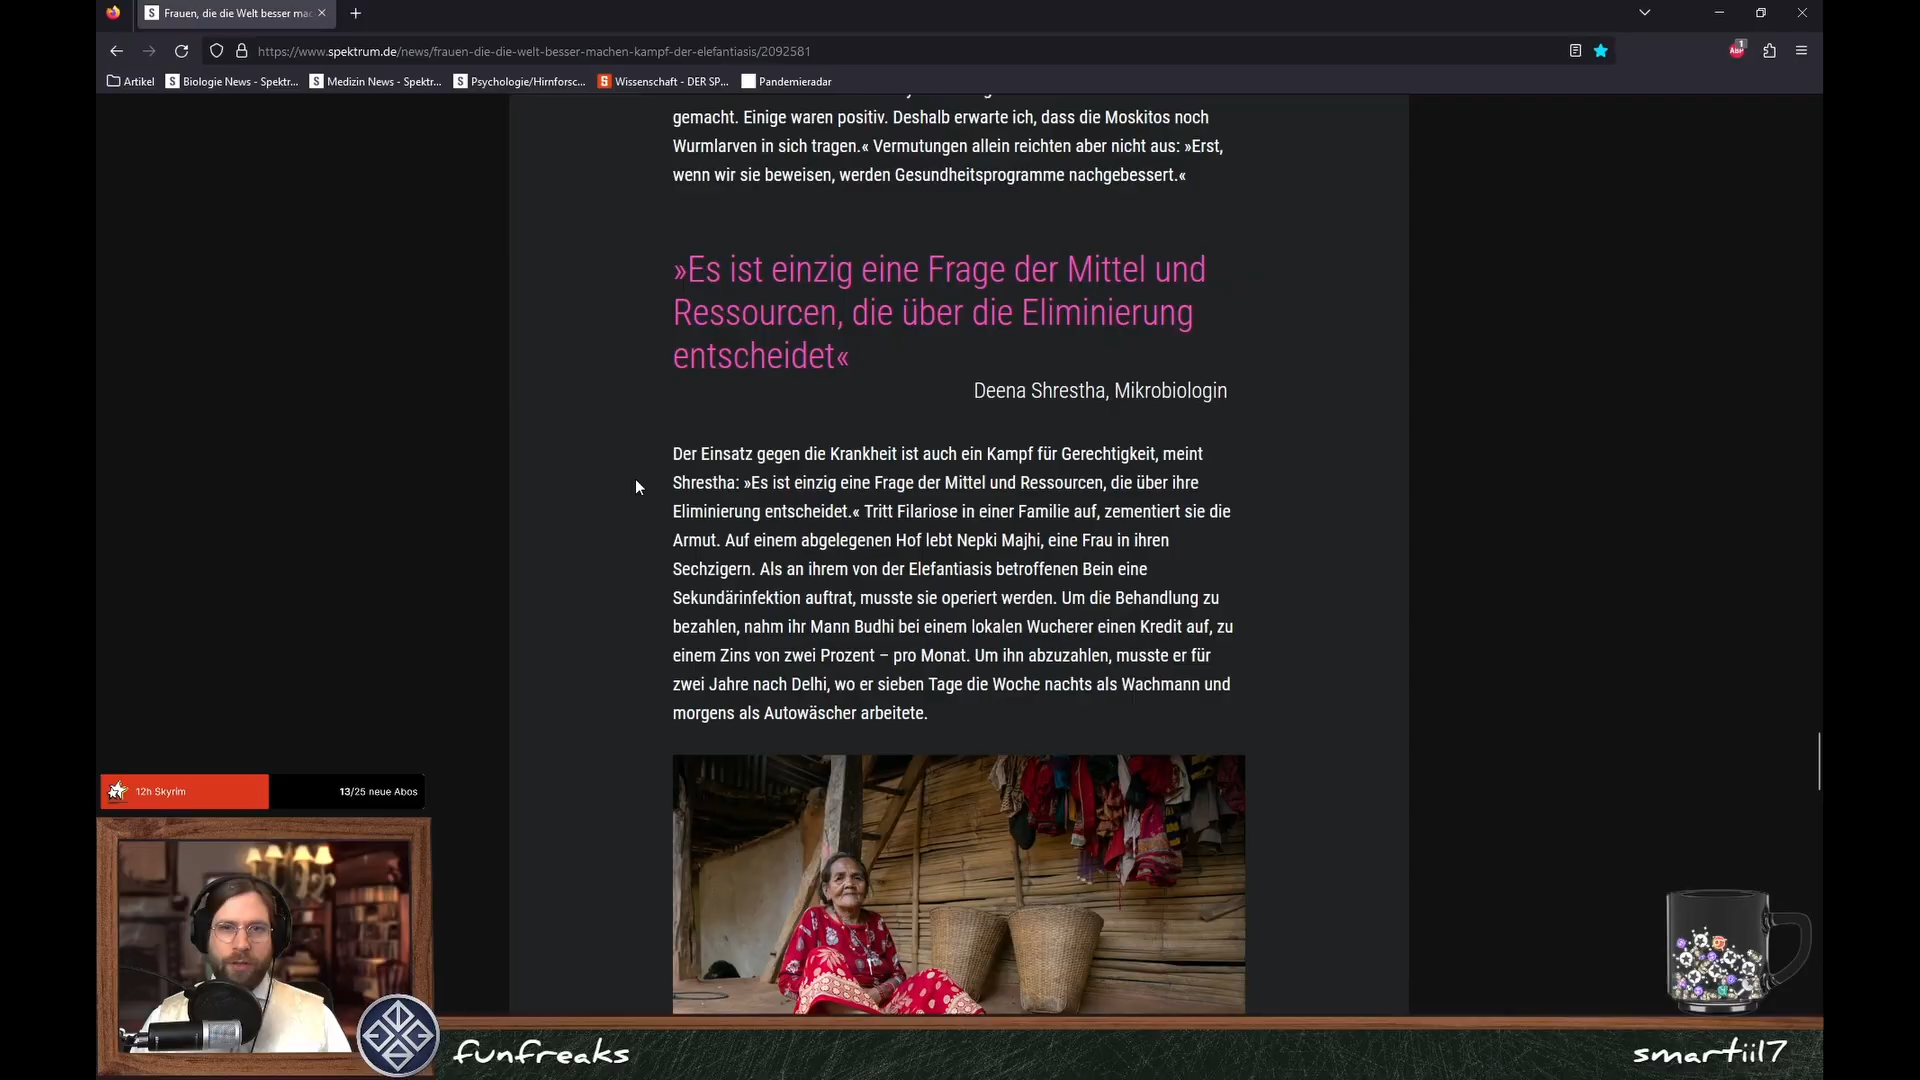 Frauen, die die Welt besser mac
https://www.spektrum.de/news/frauen-die-die-welt-besser-machen-kampf-der-elefantiasis/2092581
ABP
1
Artikel
Biologie News - Spektr...
Medizin News - Spektr...
Psychologie/Hirnforsc...
Wissenschaft - DER SP...
Pandemieradar
gemacht. Einige waren positiv. Deshalb erwarte ich, dass die Moskitos noch
Wurmlarven in sich tragen.« Vermutungen allein reichten aber nicht aus: »Erst,
wenn wir sie beweisen, werden Gesundheitsprogramme nachgebessert.«
»Es ist einzig eine Frage der Mittel und
Ressourcen, die über die Eliminierung
entscheidet«
Deena Shrestha, Mikrobiologin
Der Einsatz gegen die Krankheit ist auch ein Kampf für Gerechtigkeit, meint
Shrestha: »Es ist einzig eine Frage der Mittel und Ressourcen, die über ihre
Eliminierung entscheidet.« Tritt Filariose in einer Familie auf, zementiert sie die
Armut. Auf einem abgelegenen Hof lebt Nepki Majhi, eine Frau in ihren
Sechzigern. Als an ihrem von der Elefantiasis betroffenen Bein eine
Sekundärinfektion auftrat, musste sie operiert werden. Um die Behandlung zu
bezahlen, nahm ihr Mann Budhi bei einem lokalen Wucherer einen Kredit auf, zu
einem Zins von zwei Prozent – pro Monat. Um ihn abzuzahlen, musste er für
zwei Jahre nach Delhi, wo er sieben Tage die Woche nachts als Wachmann und
morgens als Autowäscher arbeitete.
12h Skyrim
13/25 neue Abos
funfreaks
smartiil7